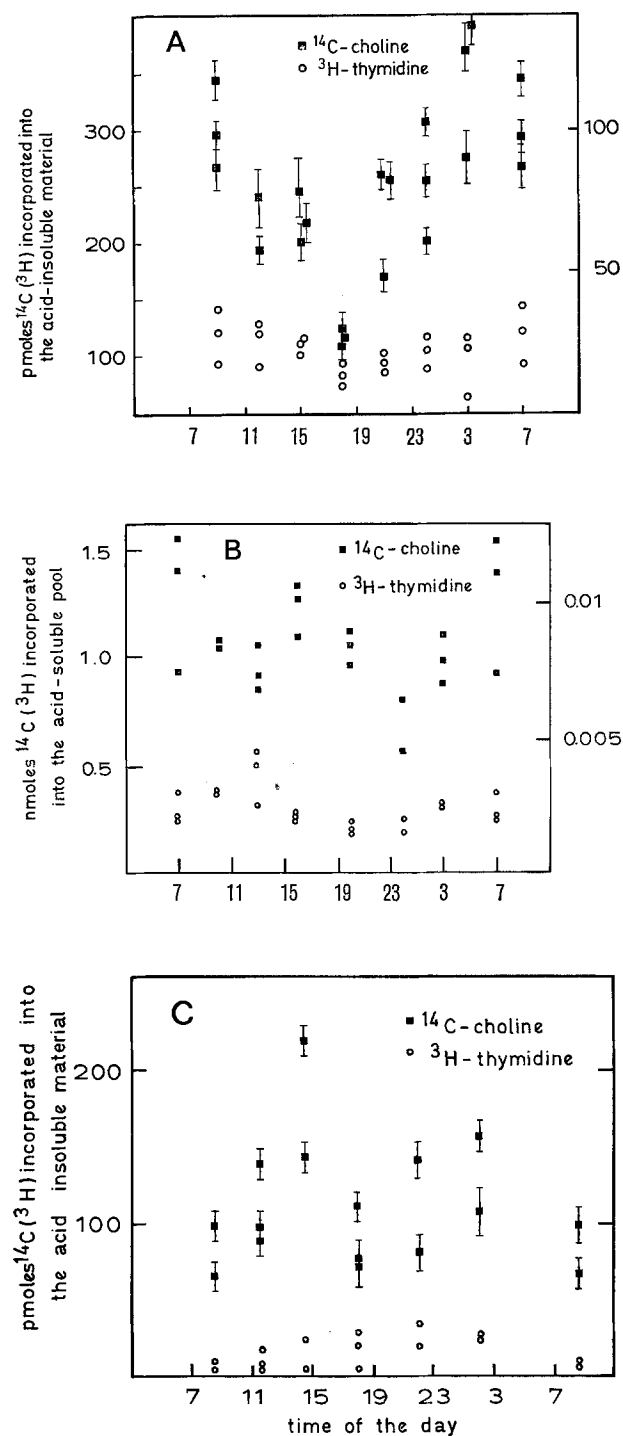 A
¹⁴C-choline
³H-thymidine
pmoles ¹⁴C (³H) incorporated into
the acid-insoluble material
300
200
100
100
50
7 11 15 19 23 3 7
B
¹⁴C-choline
³H-thymidine
nmoles ¹⁴C (³H) incorporated
into the acid-soluble pool
1.5
1.0
0.5
0.01
0.005
7 11 15 19 23 3 7
C
¹⁴C-choline
³H-thymidine
pmoles ¹⁴C (³H) incorporated into
the acid insoluble material
200
100
7 11 15 19 23 3 7
time of the day